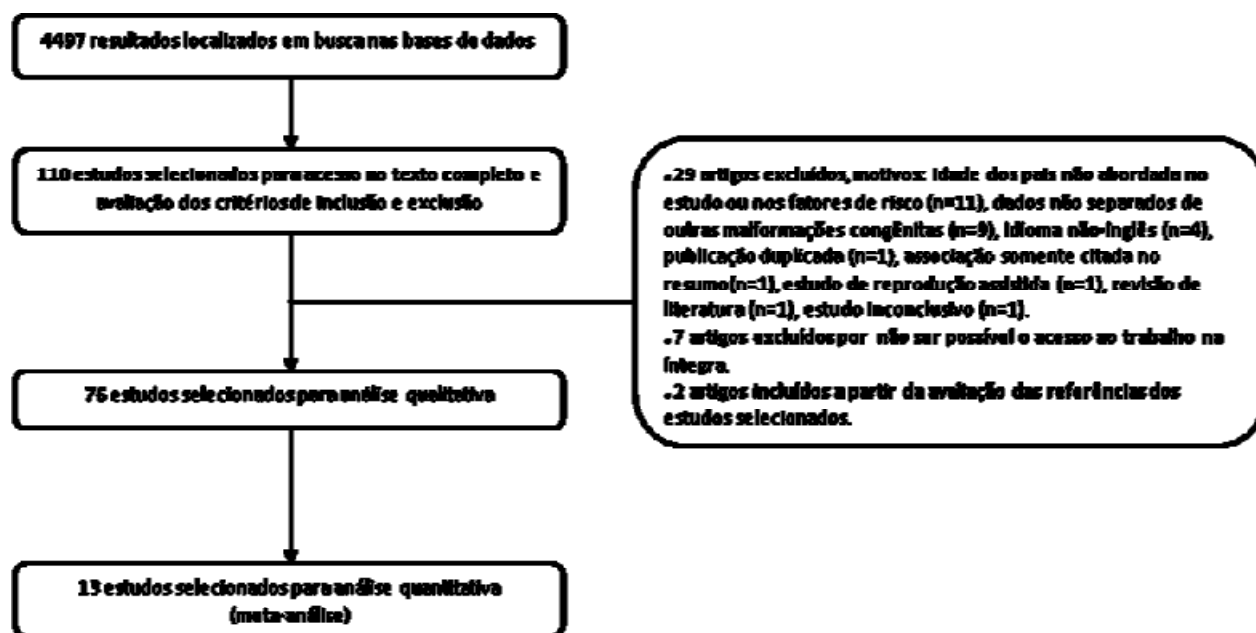 4497 resultados localizados em busca nas bases de dados
110 estudos selecionados para acesso ao texto completo e
avaliação dos critérios de inclusão e exclusão
.29 artigos excluídos, motivos: idade dos pais não abordada no
estudo ou nos fatores de risco (n=11), dados não separados de
outras malformações congênitas (n=9), idioma não-inglês (n=4),
publicação duplicada (n=1), associação somente citada no
resumo(n=1), estudo de reprodução assistida (n=1), revisão de
literatura (n=1), estudo inconclusivo (n=1).
.7 artigos excluídos por não ser possível o acesso ao trabalho na
íntegra.
.2 artigos incluídos a partir da avaliação das referências dos
estudos selecionados.
76 estudos selecionados para análise qualitativa
13 estudos selecionados para análise quantitativa
(meta-análise)